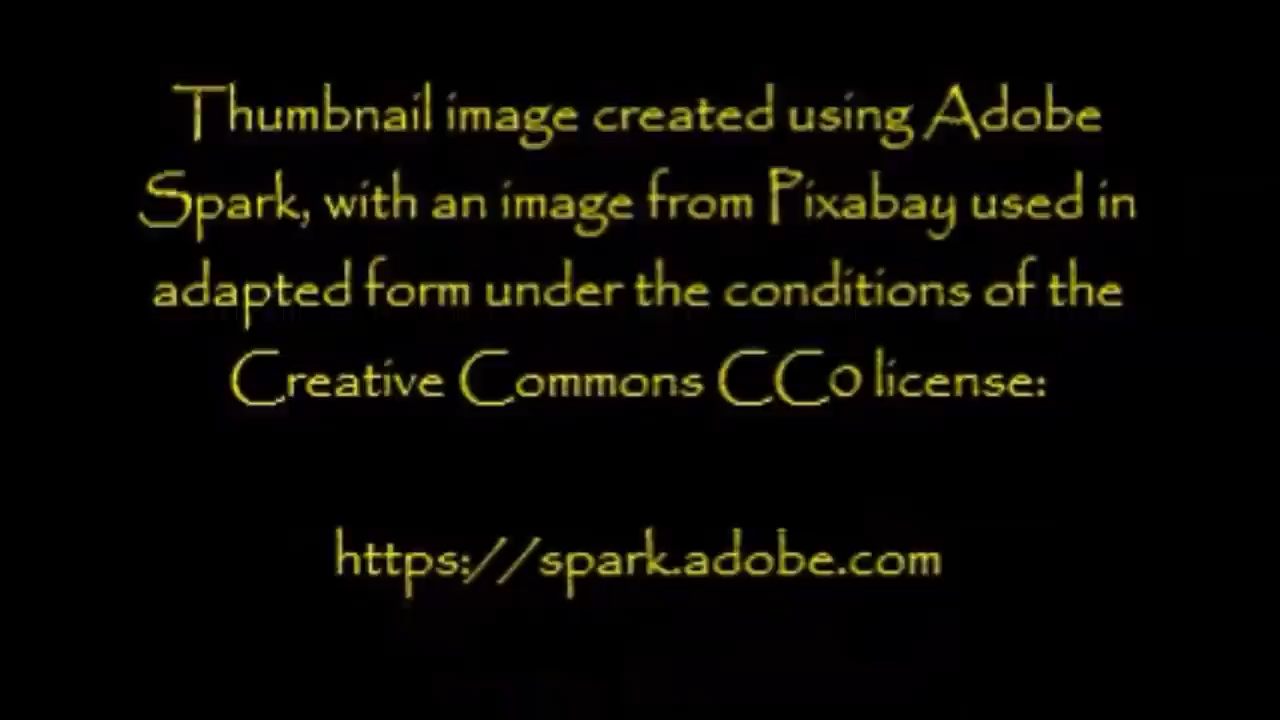 Thumbnail image created using Adobe
Spark, with an image from Pixabay used in
adapted form under the conditions of the
Creative Commons CC0 license:
https://spark.adobe.com